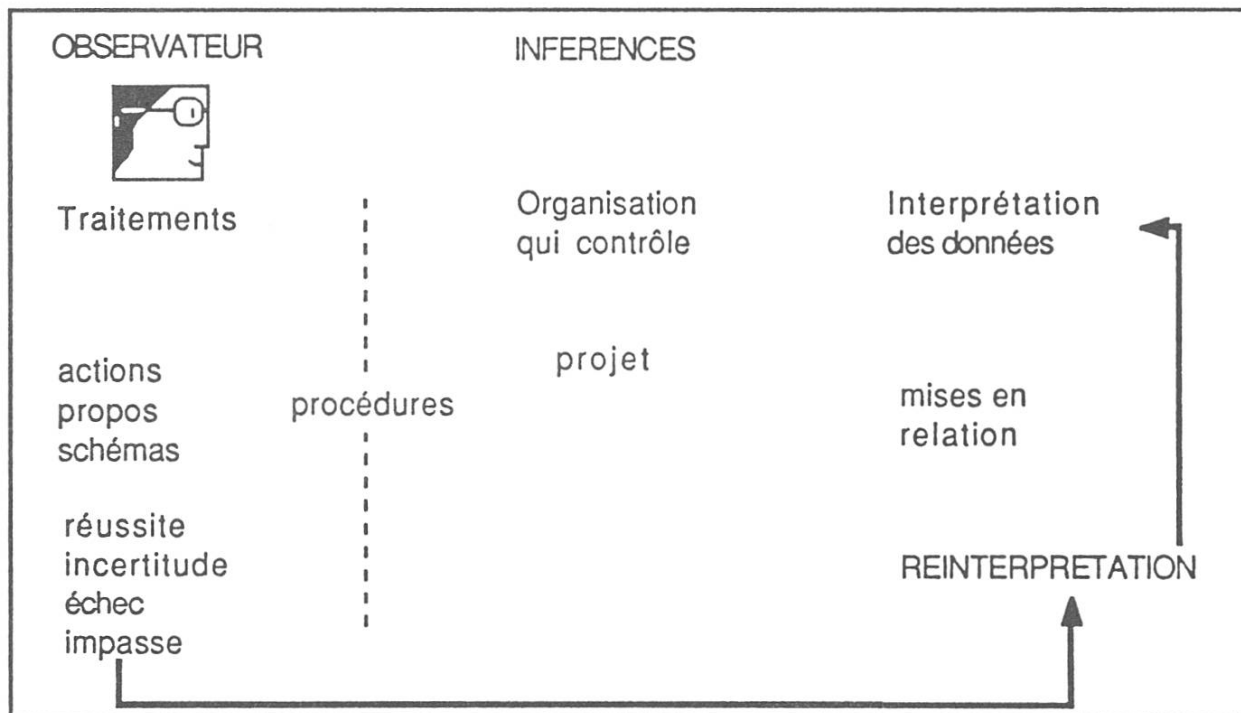 OBSERVATEUR
INFERENCES
Traitements
Organisation
qui contrôle
Interprétation
des données
projet
actions
propos
schémas
procédures
mises en
relation
réussite
incertitude
échec
impasse
REINTERPRETATION